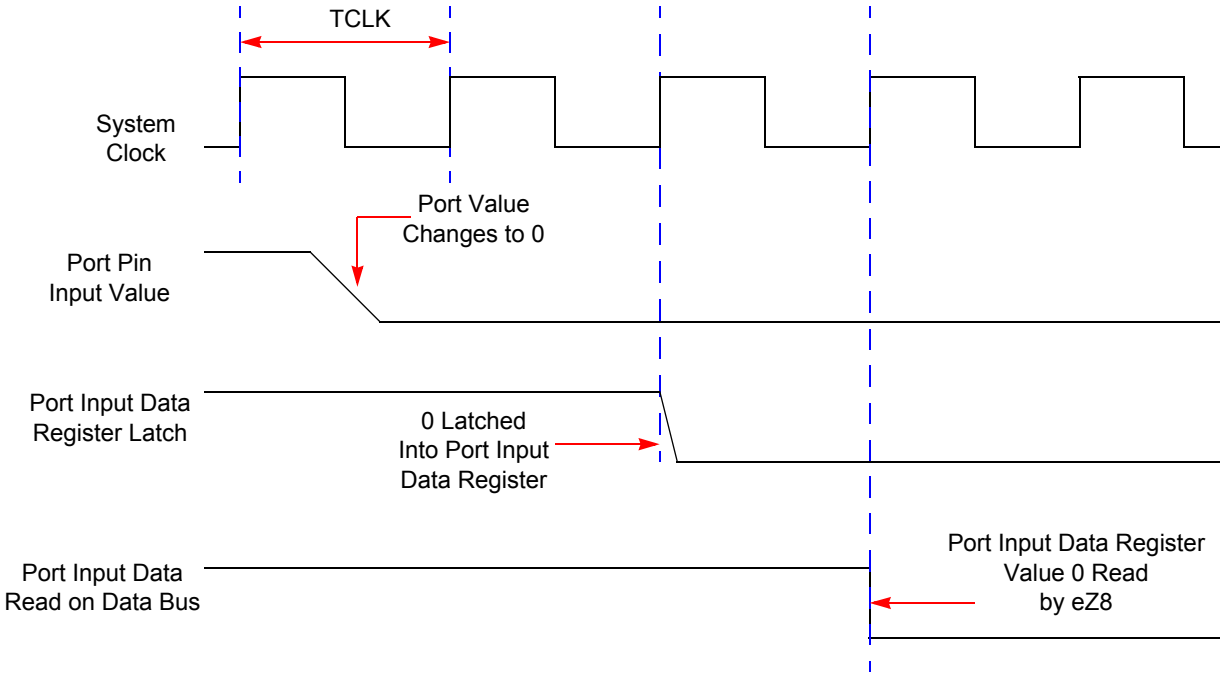 TCLK
System
Clock
Port Value
Changes to 0
Port Pin
Input Value
Port Input Data
Register Latch
0 Latched
Into Port Input
Data Register
Port Input Data
Read on Data Bus
Port Input Data Register
Value 0 Read
by eZ8